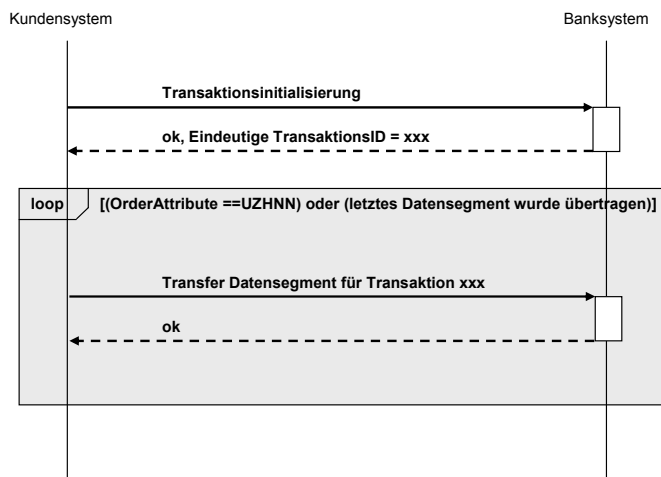 Kundensystem
Banksystem
Transaktionsinitialisierung
ok, Eindeutige TransaktionsID = xxx
loop
[(OrderAttribute ==UZHNN) oder (letztes Datensegment wurde übertragen)]
Transfer Datensegment für Transaktion xxx
ok